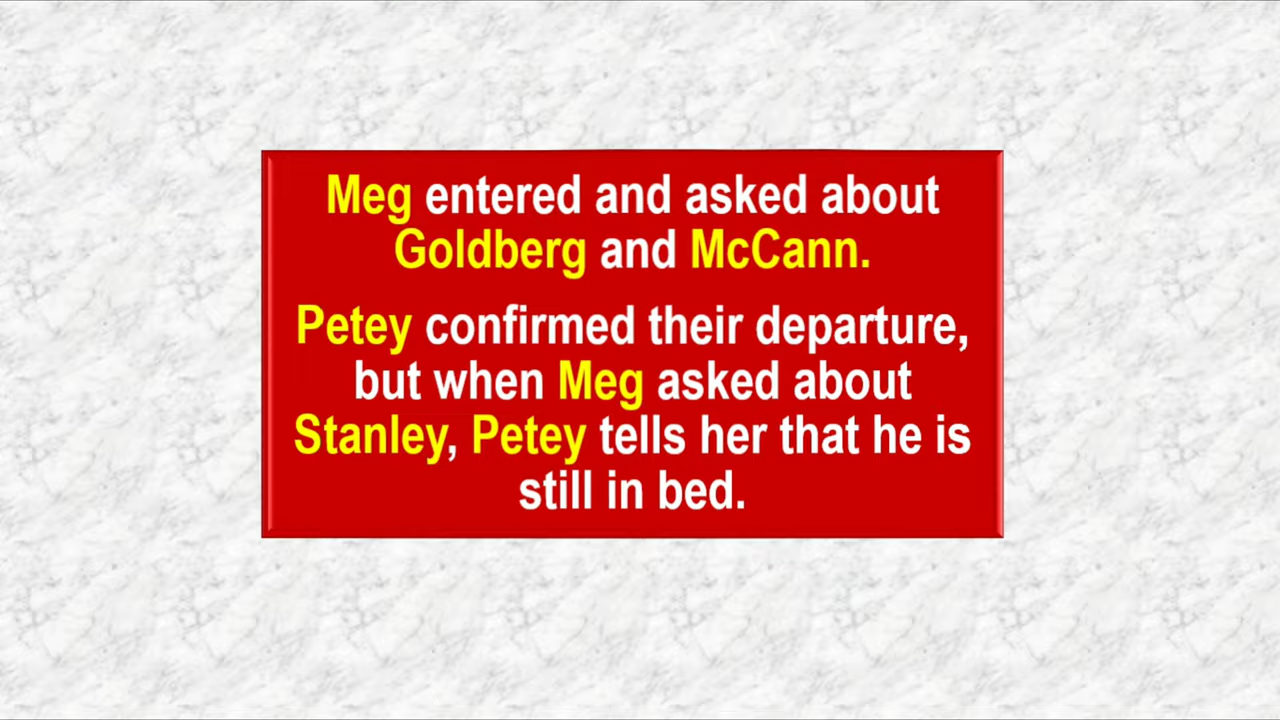 Meg entered and asked about
Goldberg and McCann.
Petey confirmed their departure,
but when Meg asked about
Stanley, Petey tells her that he is
still in bed.